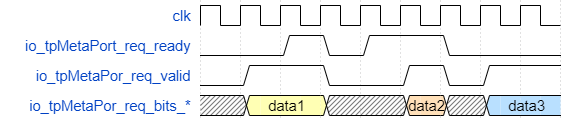 clk
io_tpMetaPort_req_ready
io_tpMetaPor_req_valid
io_tpMetaPor_req_bits_* data1 data2 data3